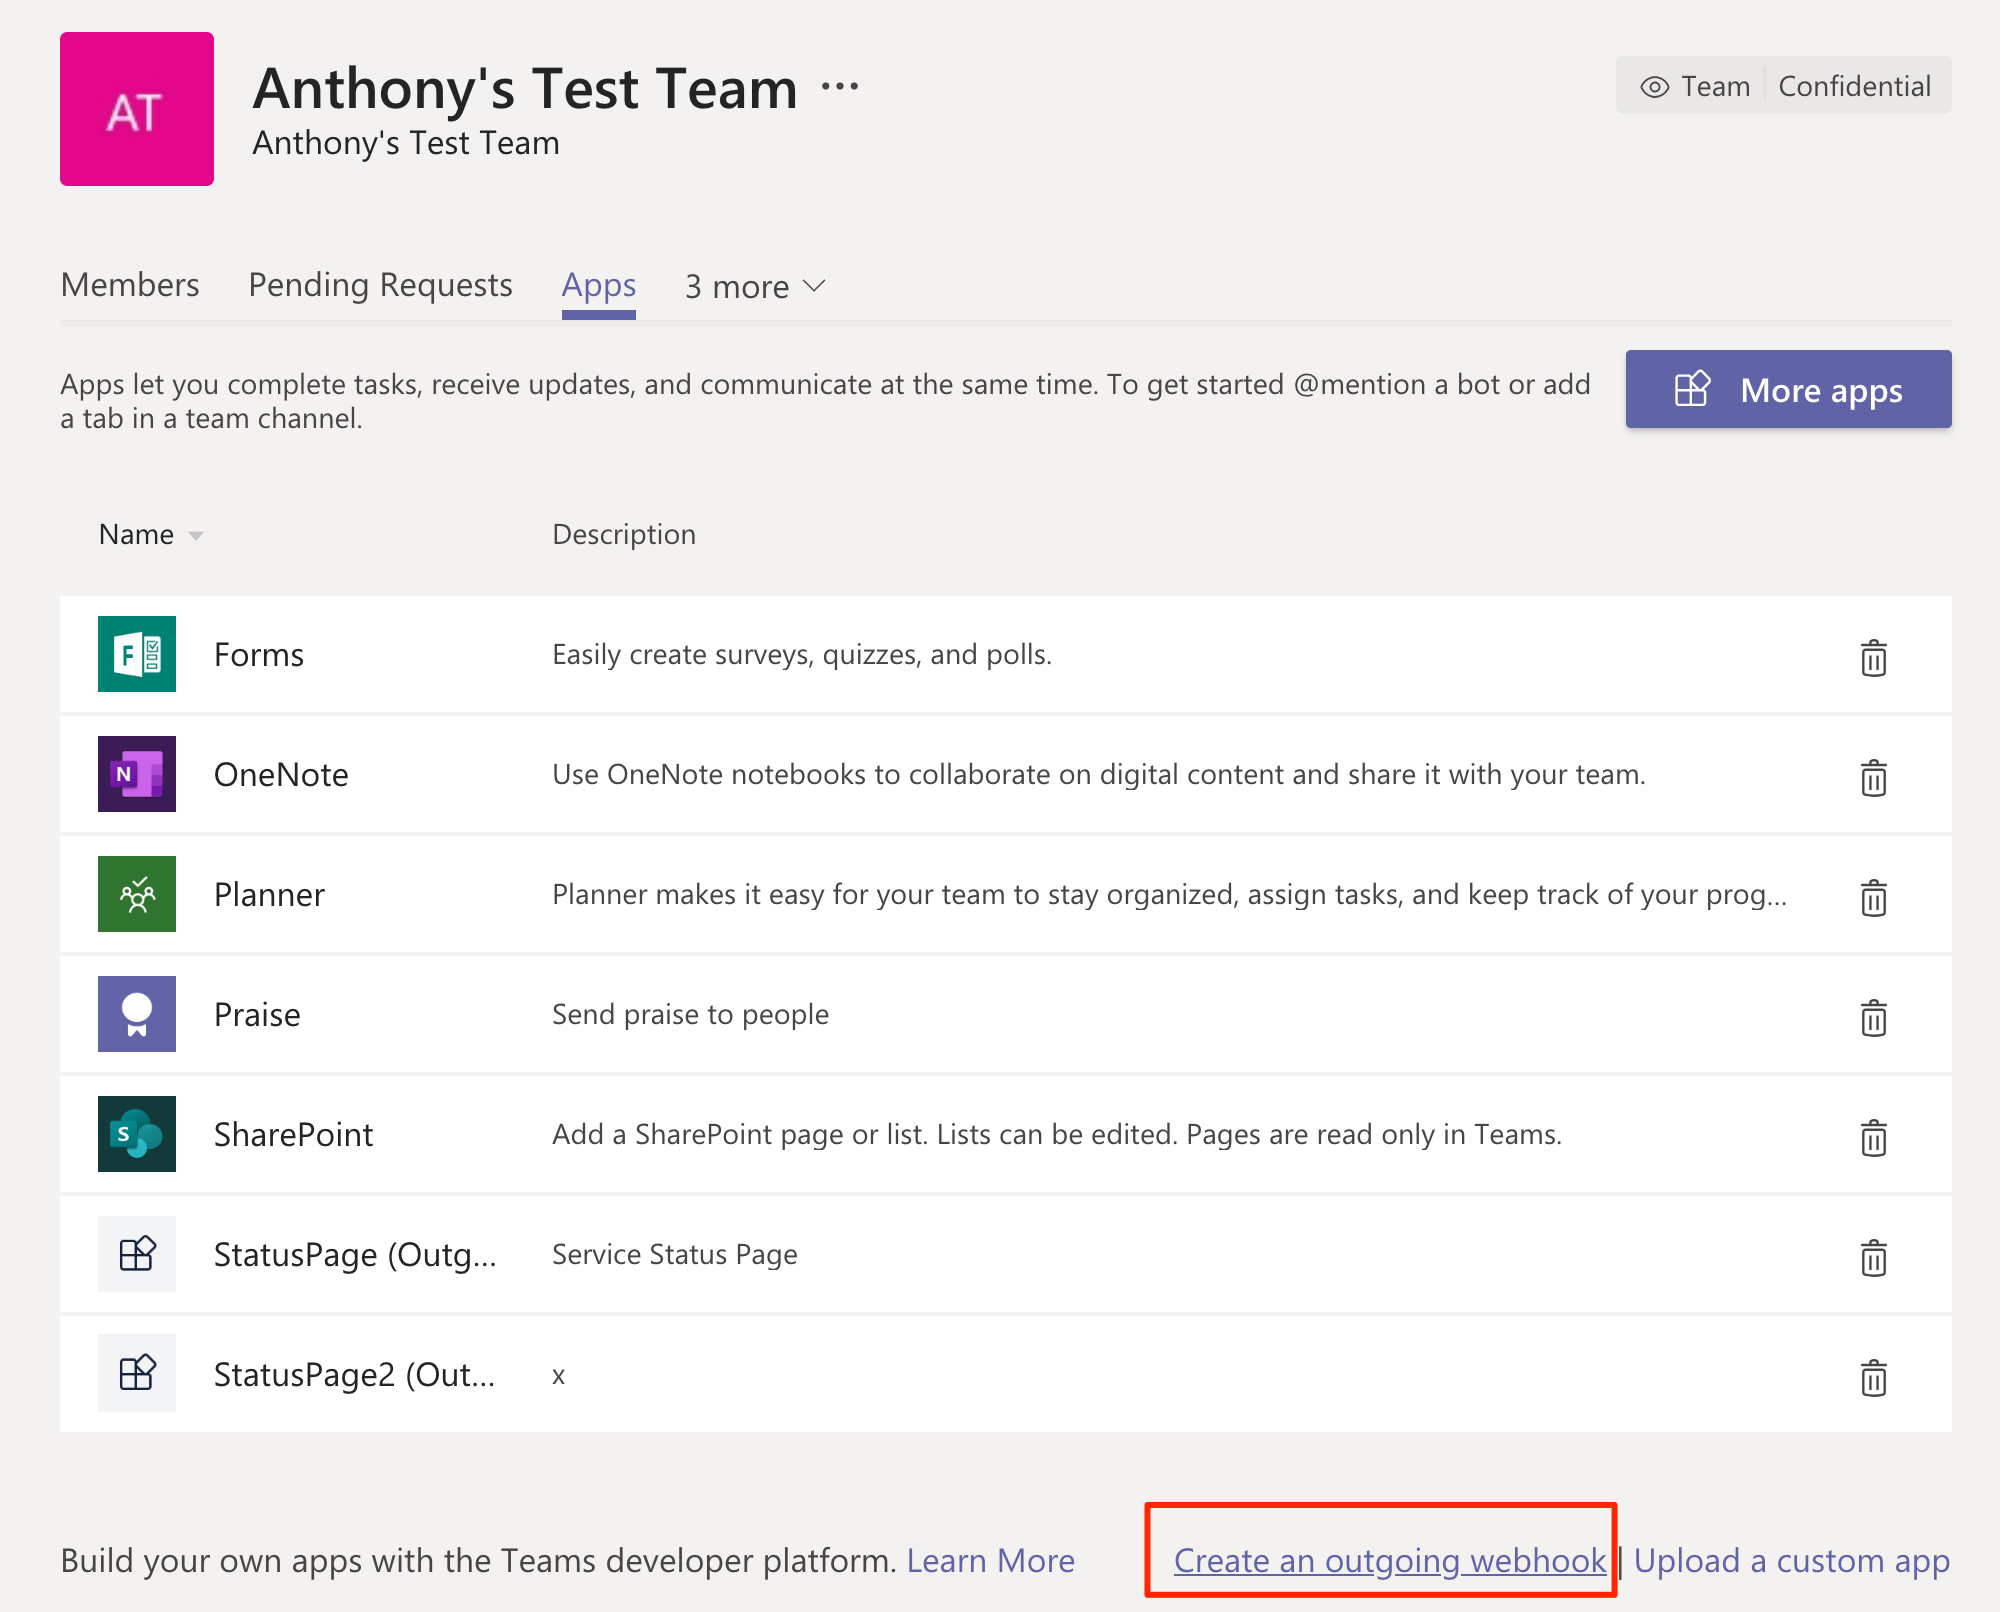 AT
Anthony's Test Team ...
Anthony's Test Team
Team
Confidential
Members
Pending Requests
Apps
3 more
Apps let you complete tasks, receive updates, and communicate at the same time. To get started @mention a bot or add
a tab in a team channel.
More apps
Name
Description
F
Forms
Easily create surveys, quizzes, and polls.
N
OneNote
Use OneNote notebooks to collaborate on digital content and share it with your team.
Planner
Planner makes it easy for your team to stay organized, assign tasks, and keep track of your prog...
Praise
Send praise to people
S
SharePoint
Add a SharePoint page or list. Lists can be edited. Pages are read only in Teams.
StatusPage (Outg...
Service Status Page
StatusPage2 (Out...
x
Build your own apps with the Teams developer platform. Learn More
Create an outgoing webhook | Upload a custom app